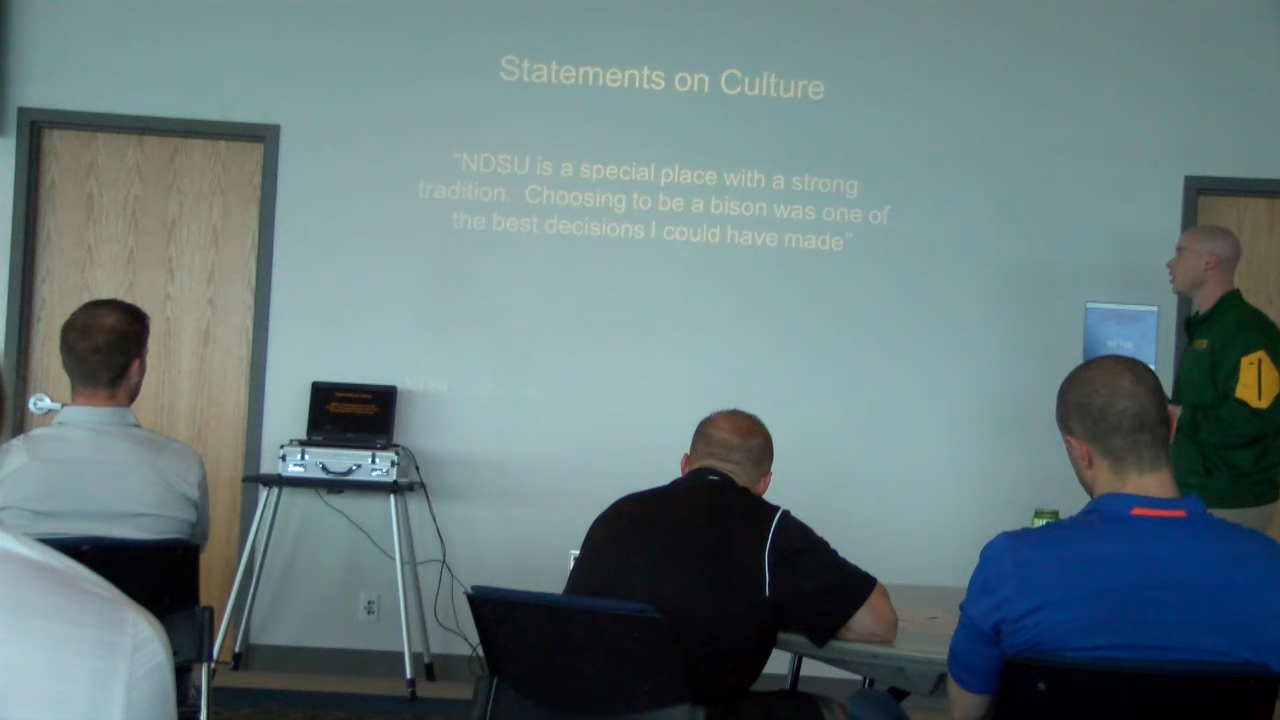 Statements on Culture
“NDSU is a special place with a strong
tradition. Choosing to be a bison was one of
the best decisions I could have made”